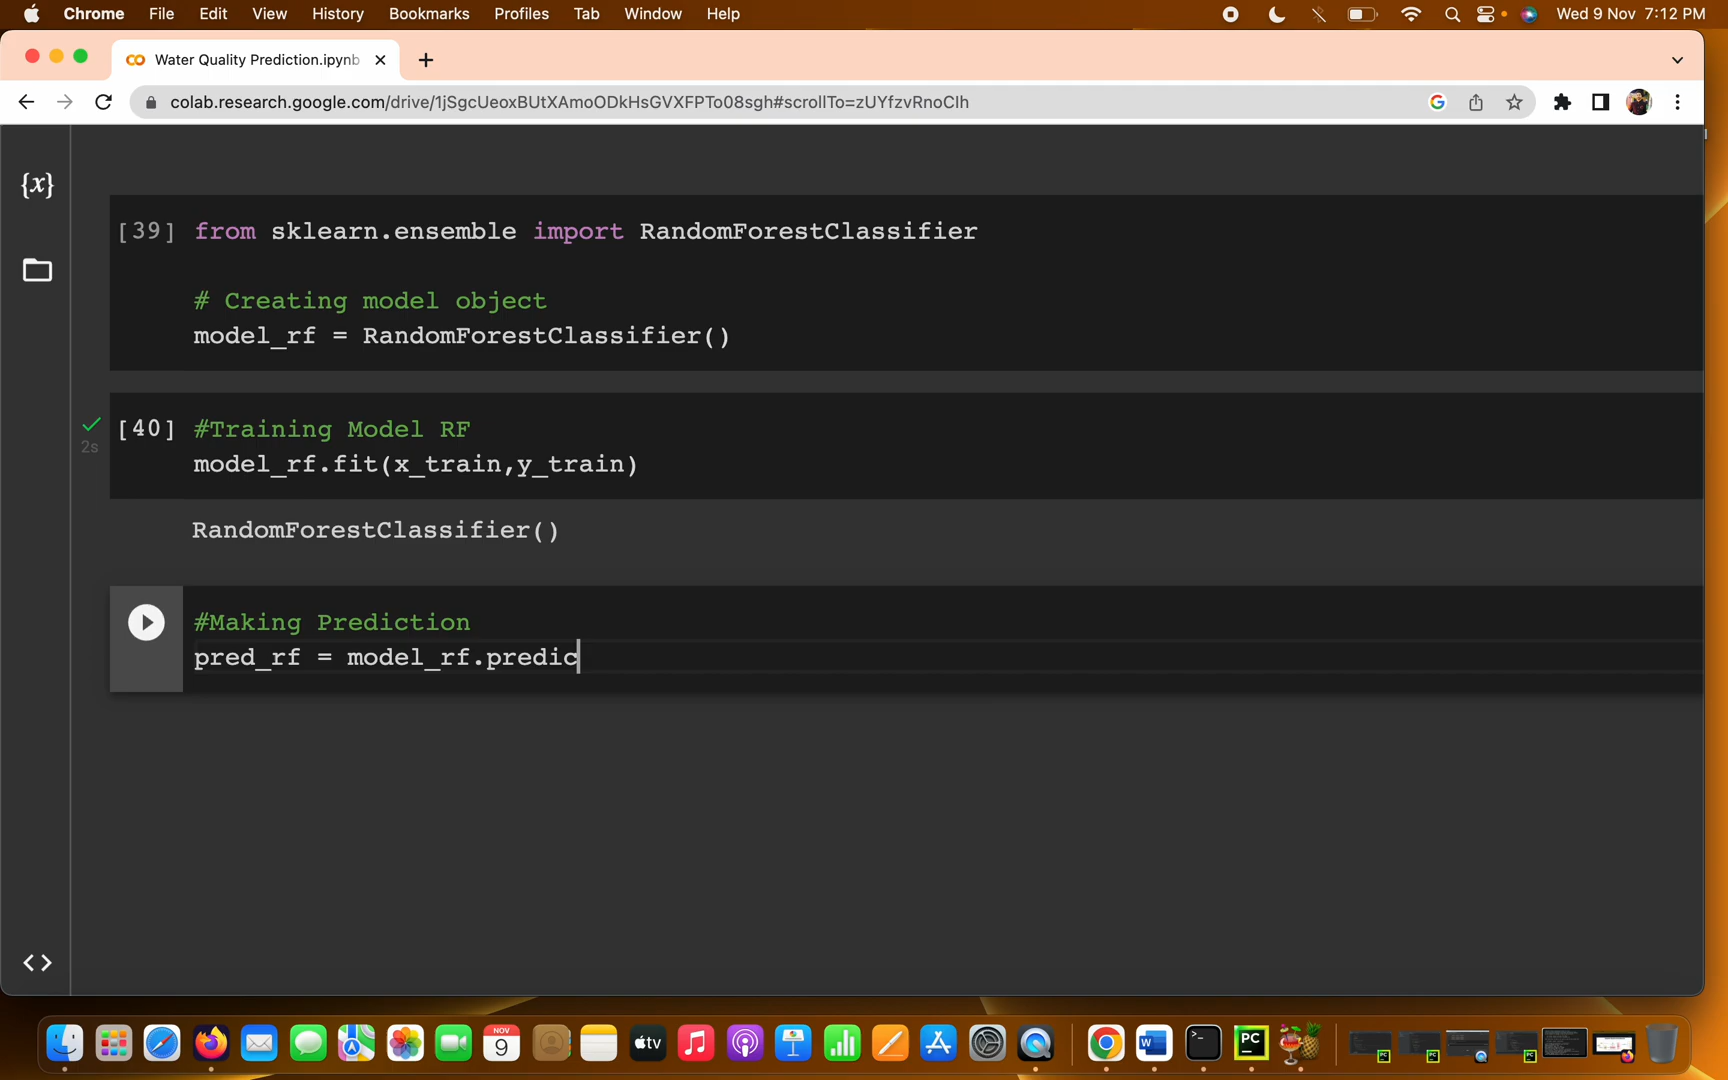 Chrome File Edit View History Bookmarks Profiles Tab Window Help Wed 9 Nov 7:12 PM
Water Quality Prediction.ipynb
colab.research.google.com/drive/1jSgcUeoxBUtXAmoODkHsGVXFPTo08sgh#scrollTo=zUYfzvRnoClh
{x}
[39] from sklearn.ensemble import RandomForestClassifier
# Creating model object
model_rf = RandomForestClassifier()
[40] #Training Model RF
2s
model_rf.fit(x_train,y_train)
RandomForestClassifier()
#Making Prediction
pred_rf = model_rf.predic
NOV
9
tv
W
PC